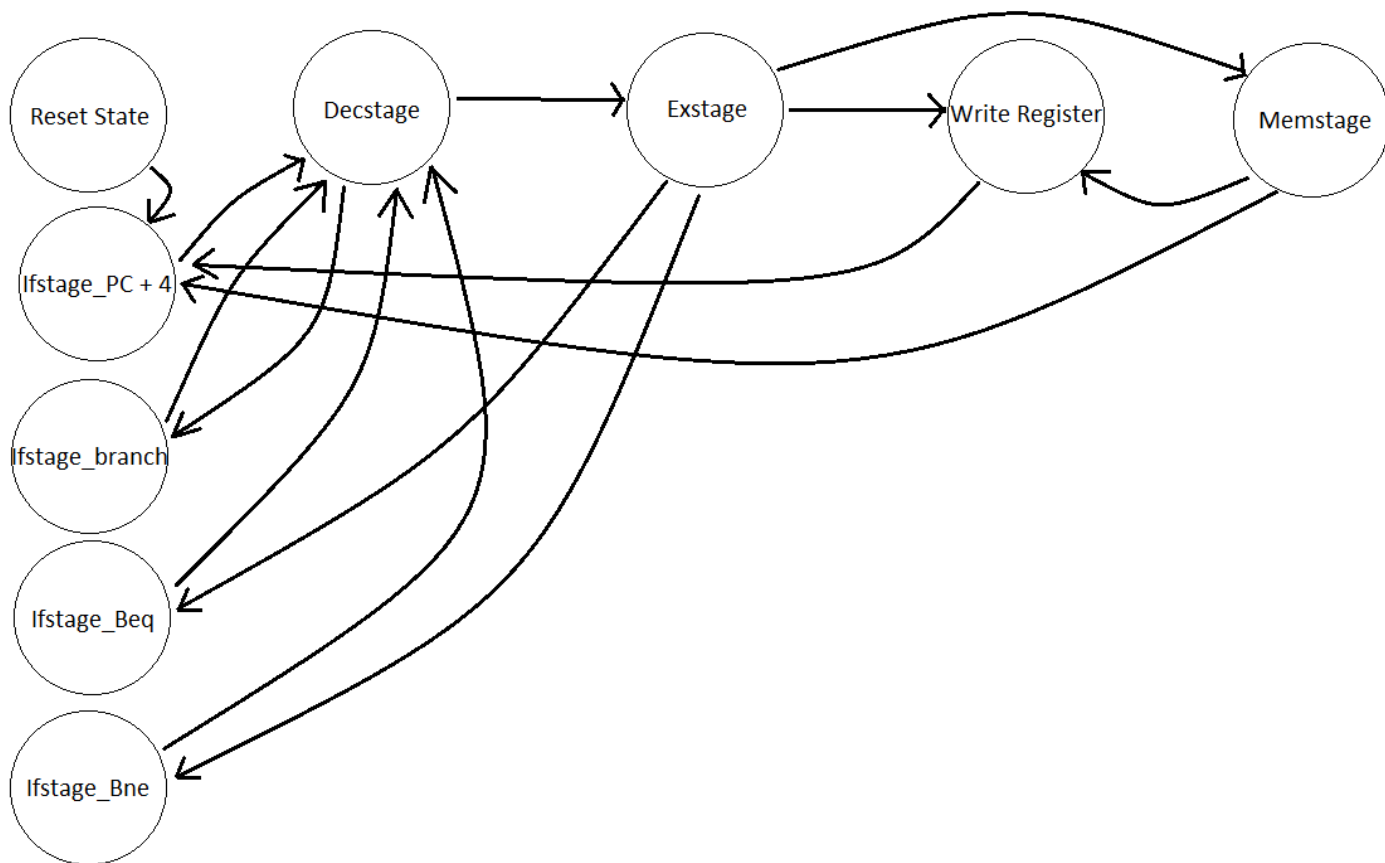 Reset State
Decstage
Exstage
Write Register
Memstage
Ifstage_PC + 4
Ifstage_branch
Ifstage_Beq
Ifstage_Bne